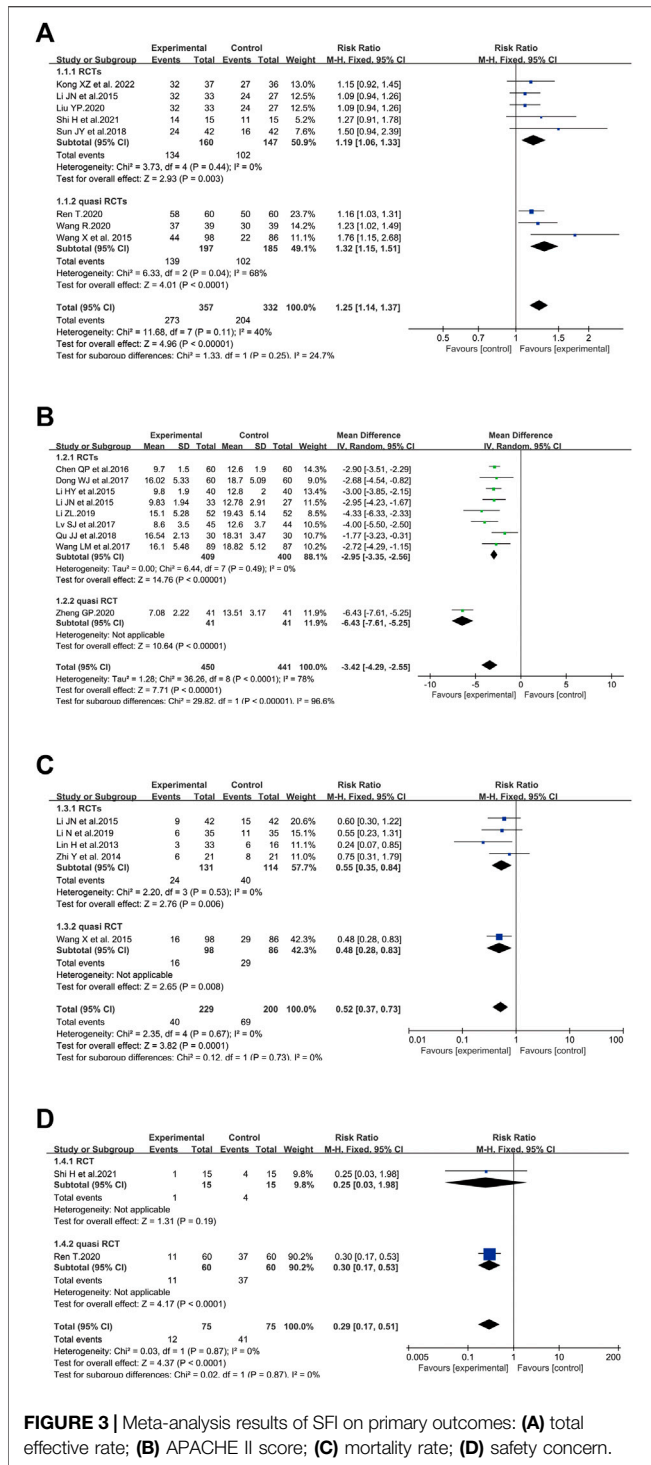 A
Experimental Control Risk Ratio Risk Ratio
Study or Subgroup Events Total Events Total Weight M-H. Fixed. 95% CI M-H. Fixed. 95% CI
1.1.1 RCTs
Kong XZ et al. 2022 32 37 27 36 13.0% 1.15 [0.92, 1.45]
Li JN et al.2015 32 33 24 27 12.7% 1.09 [0.94, 1.26]
Liu YP.2020 32 33 24 27 12.7% 1.09 [0.94, 1.26]
Shi H et al.2021 14 15 11 15 5.2% 1.27 [0.91, 1.78]
Sun JY et al.2018 24 42 16 42 7.6% 1.50 [0.94, 2.39]
Subtotal (95% CI) 160 147 50.9% 1.19 [1.06, 1.33]
Total events 134 102
Heterogeneity: Chi² = 3.73, df = 4 (P = 0.44); I² = 0%
Test for overall effect: Z = 2.93 (P = 0.003)
1.1.2 quasi RCTs
Ren T.2020 58 60 50 60 23.7% 1.16 [1.03, 1.31]
Wang R.2020 37 39 30 39 14.2% 1.23 [1.02, 1.49]
Wang X et al. 2015 44 98 22 86 11.1% 1.76 [1.15, 2.68]
Subtotal (95% CI) 197 185 49.1% 1.32 [1.15, 1.51]
Total events 139 102
Heterogeneity: Chi² = 6.33, df = 2 (P = 0.04); I² = 68%
Test for overall effect: Z = 4.01 (P < 0.0001)
Total (95% CI) 357 332 100.0% 1.25 [1.14, 1.37]
Total events 273 204
Heterogeneity: Chi² = 11.68, df = 7 (P = 0.11); I² = 40%
Test for overall effect: Z = 4.96 (P < 0.00001)
Test for subgroup differences: Chi² = 1.33. df = 1 (P = 0.25). I² = 24.7%
0.5 0.7 1 1.5 2
Favours [control] Favours [experimental]
B
Experimental Control Mean Difference Mean Difference
Study or Subgroup Mean SD Total Mean SD Total Weight IV. Random. 95% CI IV. Random. 95% CI
1.2.1 RCTs
Chen QP et al.2016 9.7 1.5 60 12.6 1.9 60 14.3% -2.90 [-3.51, -2.29]
Dong WJ et al.2017 16.02 5.33 60 18.7 5.09 60 9.0% -2.68 [-4.54, -0.82]
Li HY et al.2015 9.8 1.9 40 12.8 2 40 13.0% -3.00 [-3.85, -2.15]
Li JN et al.2015 9.83 1.94 33 12.78 2.91 27 11.5% -2.95 [-4.23, -1.67]
Li ZL.2019 15.1 5.28 52 19.43 5.14 52 8.5% -4.33 [-6.33, -2.33]
Lv SJ et al.2017 8.6 3.5 45 12.6 3.7 44 10.6% -4.00 [-5.50, -2.50]
Qu JJ et al.2018 16.54 2.13 30 18.31 3.47 30 10.8% -1.77 [-3.23, -0.31]
Wang LM et al.2017 16.1 5.48 89 18.82 5.12 87 10.3% -2.72 [-4.29, -1.15]
Subtotal (95% CI) 409 400 88.1% -2.95 [-3.35, -2.56]
Heterogeneity: Tau² = 0.00; Chi² = 6.44, df = 7 (P = 0.49); I² = 0%
Test for overall effect: Z = 14.76 (P < 0.00001)
1.2.2 quasi RCT
Zheng GP.2020 7.08 2.22 41 13.51 3.17 41 11.9% -6.43 [-7.61, -5.25]
Subtotal (95% CI) 41 41 11.9% -6.43 [-7.61, -5.25]
Heterogeneity: Not applicable
Test for overall effect: Z = 10.64 (P < 0.00001)
Total (95% CI) 450 441 100.0% -3.42 [-4.29, -2.55]
Heterogeneity: Tau² = 1.28; Chi² = 36.26, df = 8 (P < 0.0001); I² = 78%
Test for overall effect: Z = 7.71 (P < 0.00001)
Test for subgroup differences: Chi² = 29.82. df = 1 (P < 0.00001). I² = 96.6%
-10 -5 0 5 10
Favours [experimental] Favours [control]
C
Experimental Control Risk Ratio Risk Ratio
Study or Subgroup Events Total Events Total Weight M-H. Fixed. 95% CI M-H. Fixed. 95% CI
1.3.1 RCTs
Li JN et al.2015 9 42 15 42 20.6% 0.60 [0.30, 1.22]
Li N et al.2019 6 35 11 35 15.1% 0.55 [0.23, 1.31]
Lin H et al.2013 3 33 6 16 11.0% 0.24 [0.07, 0.85]
Zhi Y et al. 2014 6 21 8 21 11.0% 0.75 [0.31, 1.79]
Subtotal (95% CI) 131 114 57.7% 0.55 [0.35, 0.84]
Total events 24 40
Heterogeneity: Chi² = 2.20, df = 3 (P = 0.53); I² = 0%
Test for overall effect: Z = 2.76 (P = 0.006)
1.3.2 quasi RCT
Wang X et al. 2015 16 98 29 86 42.3% 0.48 [0.28, 0.83]
Subtotal (95% CI) 98 86 42.3% 0.48 [0.28, 0.83]
Total events 16 29
Heterogeneity: Not applicable
Test for overall effect: Z = 2.65 (P = 0.008)
Total (95% CI) 229 200 100.0% 0.52 [0.37, 0.73]
Total events 40 69
Heterogeneity: Chi² = 2.35, df = 4 (P = 0.67); I² = 0%
Test for overall effect: Z = 3.82 (P = 0.0001)
Test for subgroup differences: Chi² = 0.12. df = 1 (P = 0.73). I² = 0%
0.01 0.1 1 10 100
Favours [experimental] Favours [control]
D
Experimental Control Risk Ratio Risk Ratio
Study or Subgroup Events Total Events Total Weight M-H. Fixed. 95% CI M-H. Fixed. 95% CI
1.4.1 RCT
Shi H et al.2021 1 15 4 15 9.8% 0.25 [0.03, 1.98]
Subtotal (95% CI) 15 15 9.8% 0.25 [0.03, 1.98]
Total events 1 4
Heterogeneity: Not applicable
Test for overall effect: Z = 1.31 (P = 0.19)
1.4.2 quasi RCT
Ren T.2020 11 60 37 60 90.2% 0.30 [0.17, 0.53]
Subtotal (95% CI) 60 60 90.2% 0.30 [0.17, 0.53]
Total events 11 37
Heterogeneity: Not applicable
Test for overall effect: Z = 4.17 (P < 0.0001)
Total (95% CI) 75 75 100.0% 0.29 [0.17, 0.51]
Total events 12 41
Heterogeneity: Chi² = 0.03, df = 1 (P = 0.87); I² = 0%
Test for overall effect: Z = 4.37 (P < 0.0001)
Test for subgroup differences: Chi² = 0.02. df = 1 (P = 0.87). I² = 0%
0.005 0.1 1 10 200
Favours [experimental] Favours [control]
FIGURE 3 | Meta-analysis results of SFI on primary outcomes: (A) total
effective rate; (B) APACHE II score; (C) mortality rate; (D) safety concern.